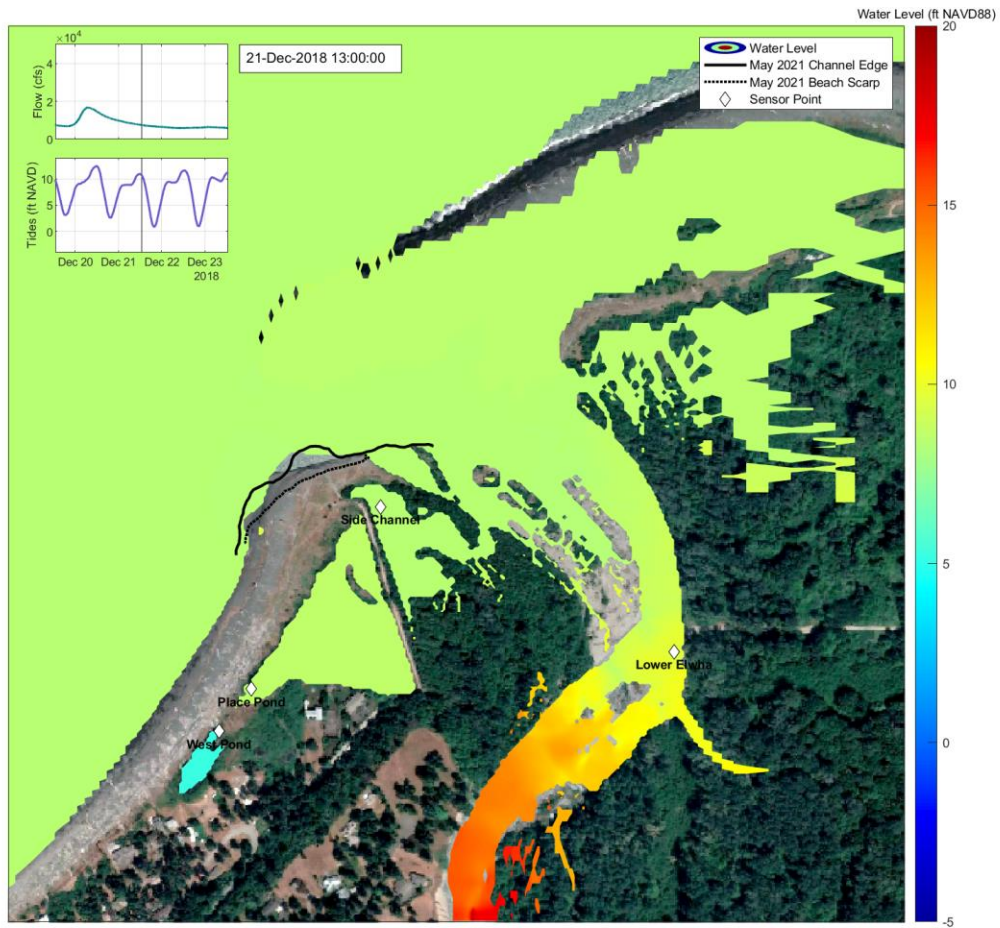 Water Level (ft NAVD88)
21-Dec-2018 13:00:00
Water Level
May 2021 Channel Edge
May 2021 Beach Scarp
Sensor Point
Flow (cfs)
×10⁴
4
2
0
Tides (ft NAVD)
10
5
0
Dec 20 Dec 21 Dec 22 Dec 23
2018
Side Channel
Lower Elwha
Place Pond
West Pond
20
15
10
5
0
-5